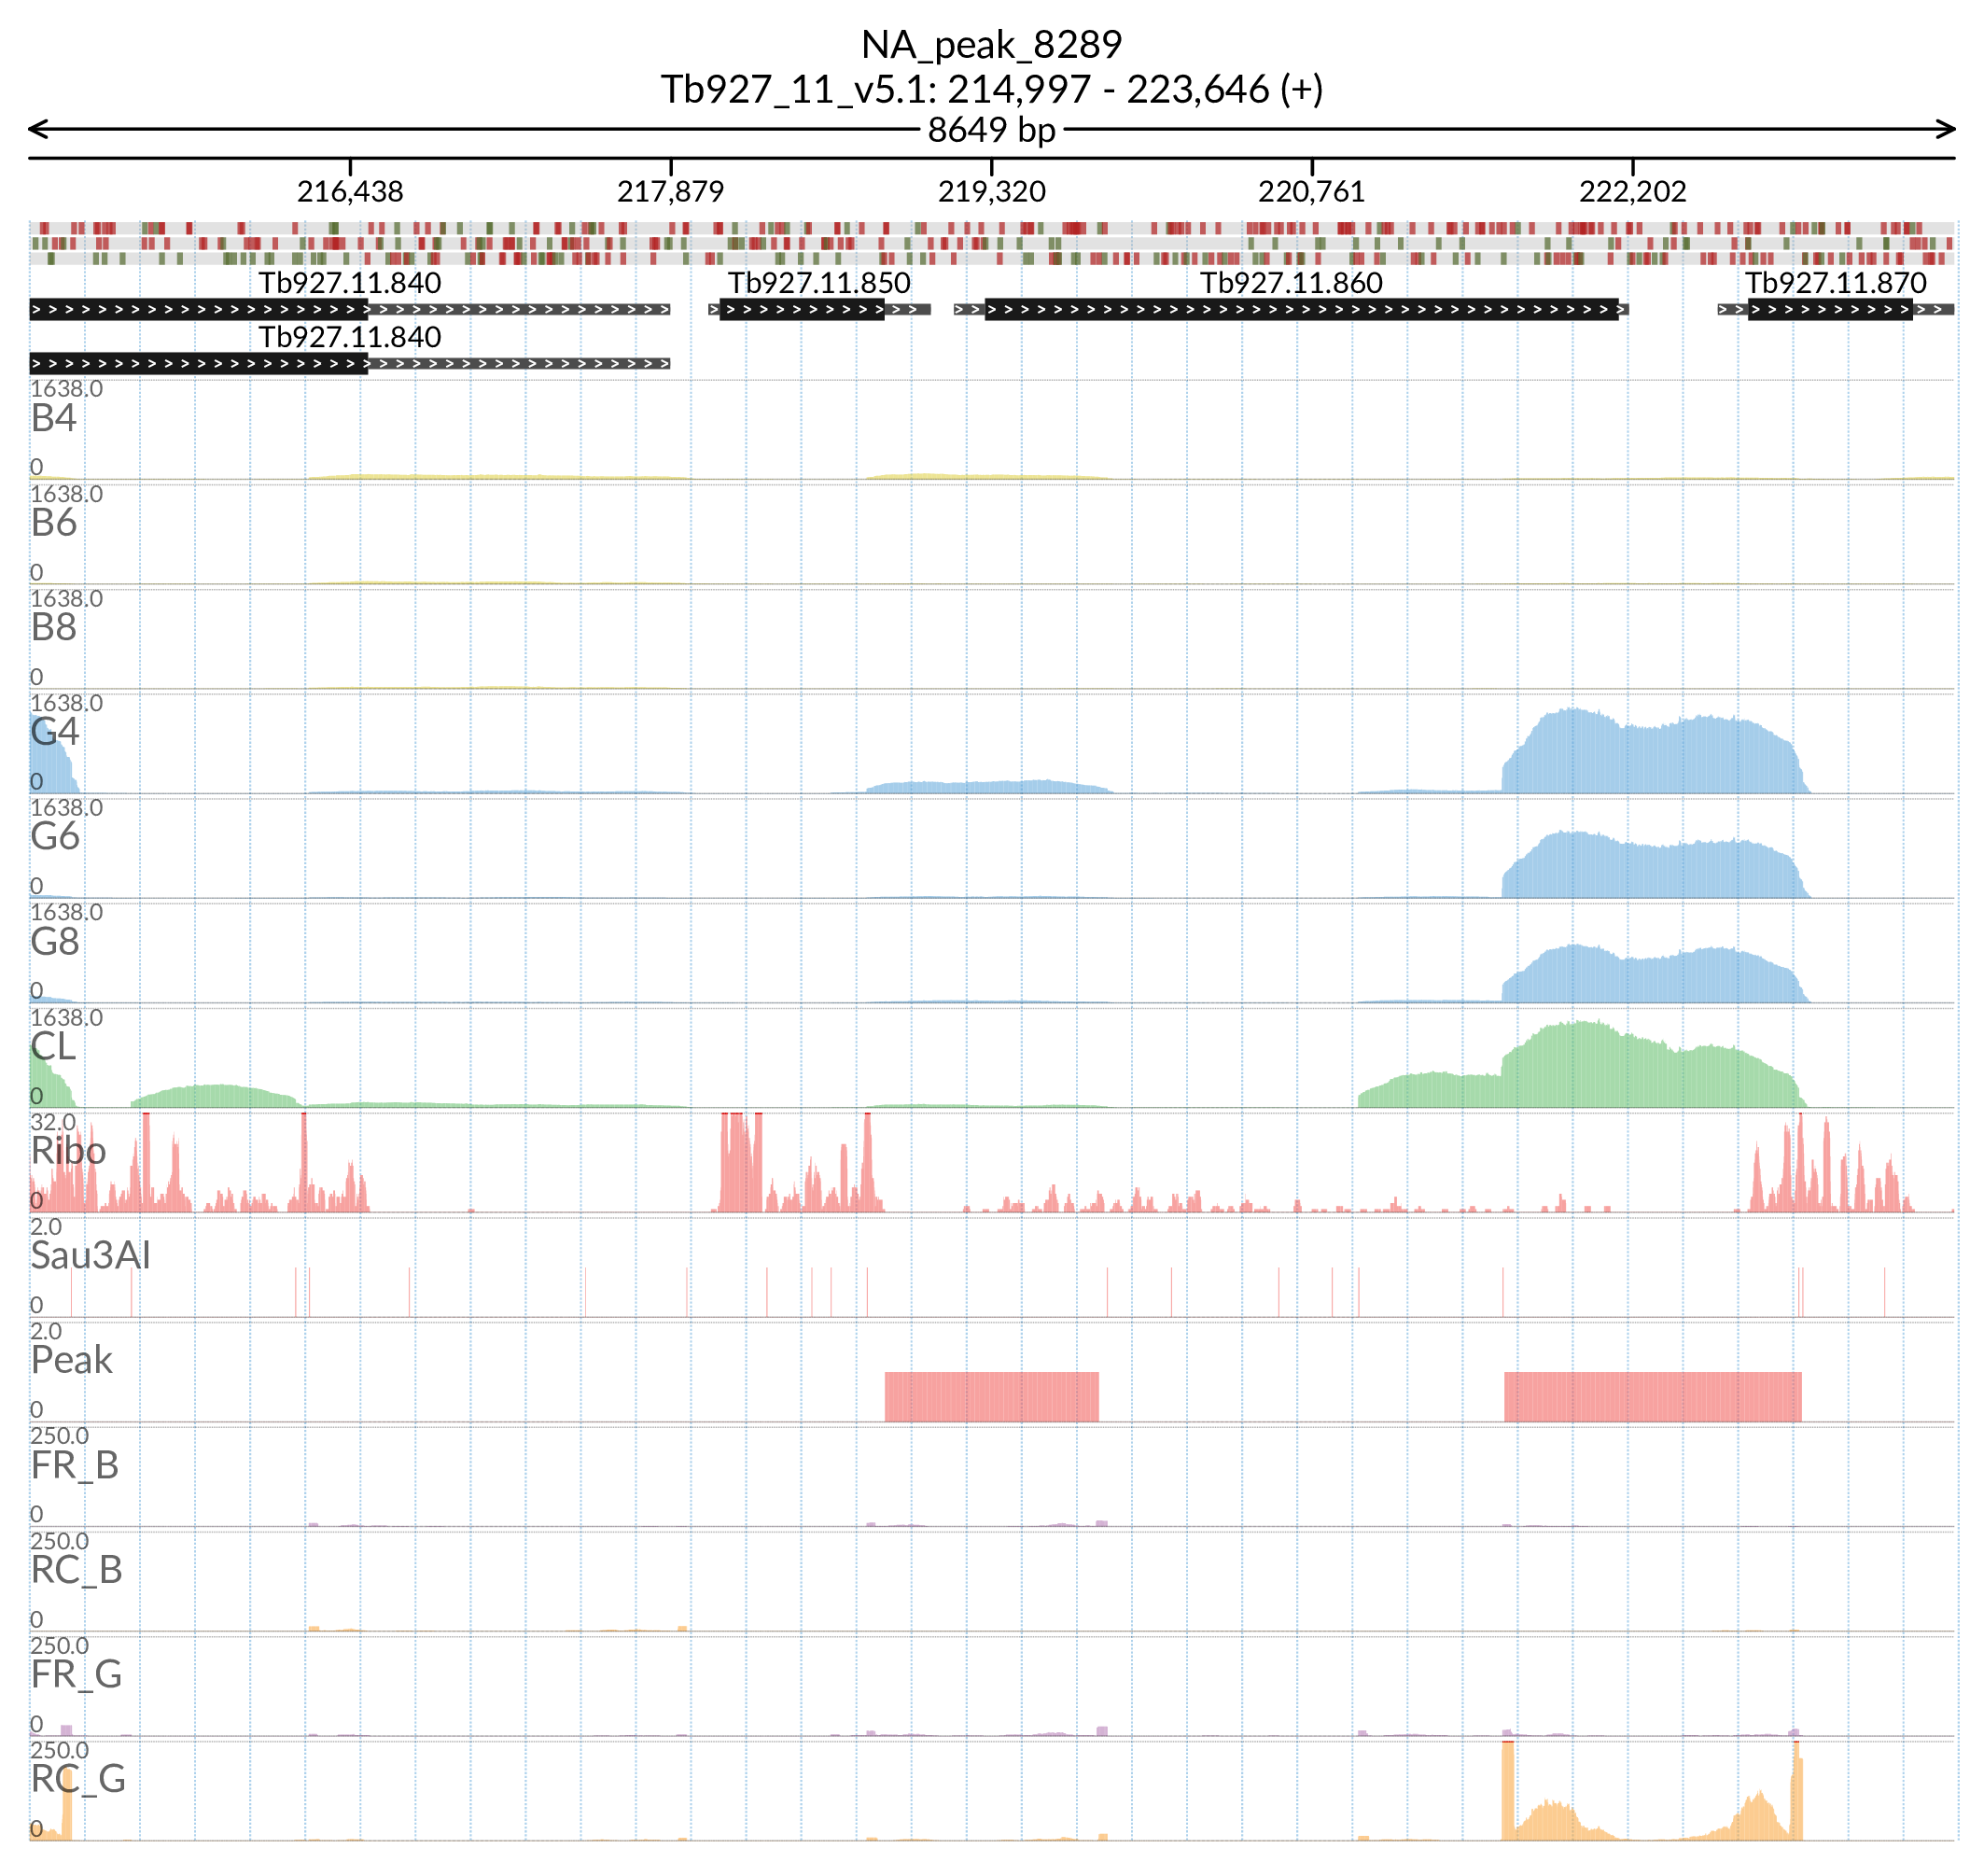 NA_peak_8289
Tb927_11_v5.1: 214,997 - 223,646 (+)
8649 bp
216,438 217,879 219,320 220,761 222,202
Tb927.11.840 Tb927.11.850 Tb927.11.860 Tb927.11.870
Tb927.11.840
1638.0
B4
0
1638.0
B6
0
1638.0
B8
0
1638.0
G4
0
1638.0
G6
0
1638.0
G8
0
1638.0
CL
0
32.0
Ribo
0
2.0
Sau3AI
0
2.0
Peak
0
250.0
FR_B
0
250.0
RC_B
0
250.0
FR_G
0
250.0
RC_G
0